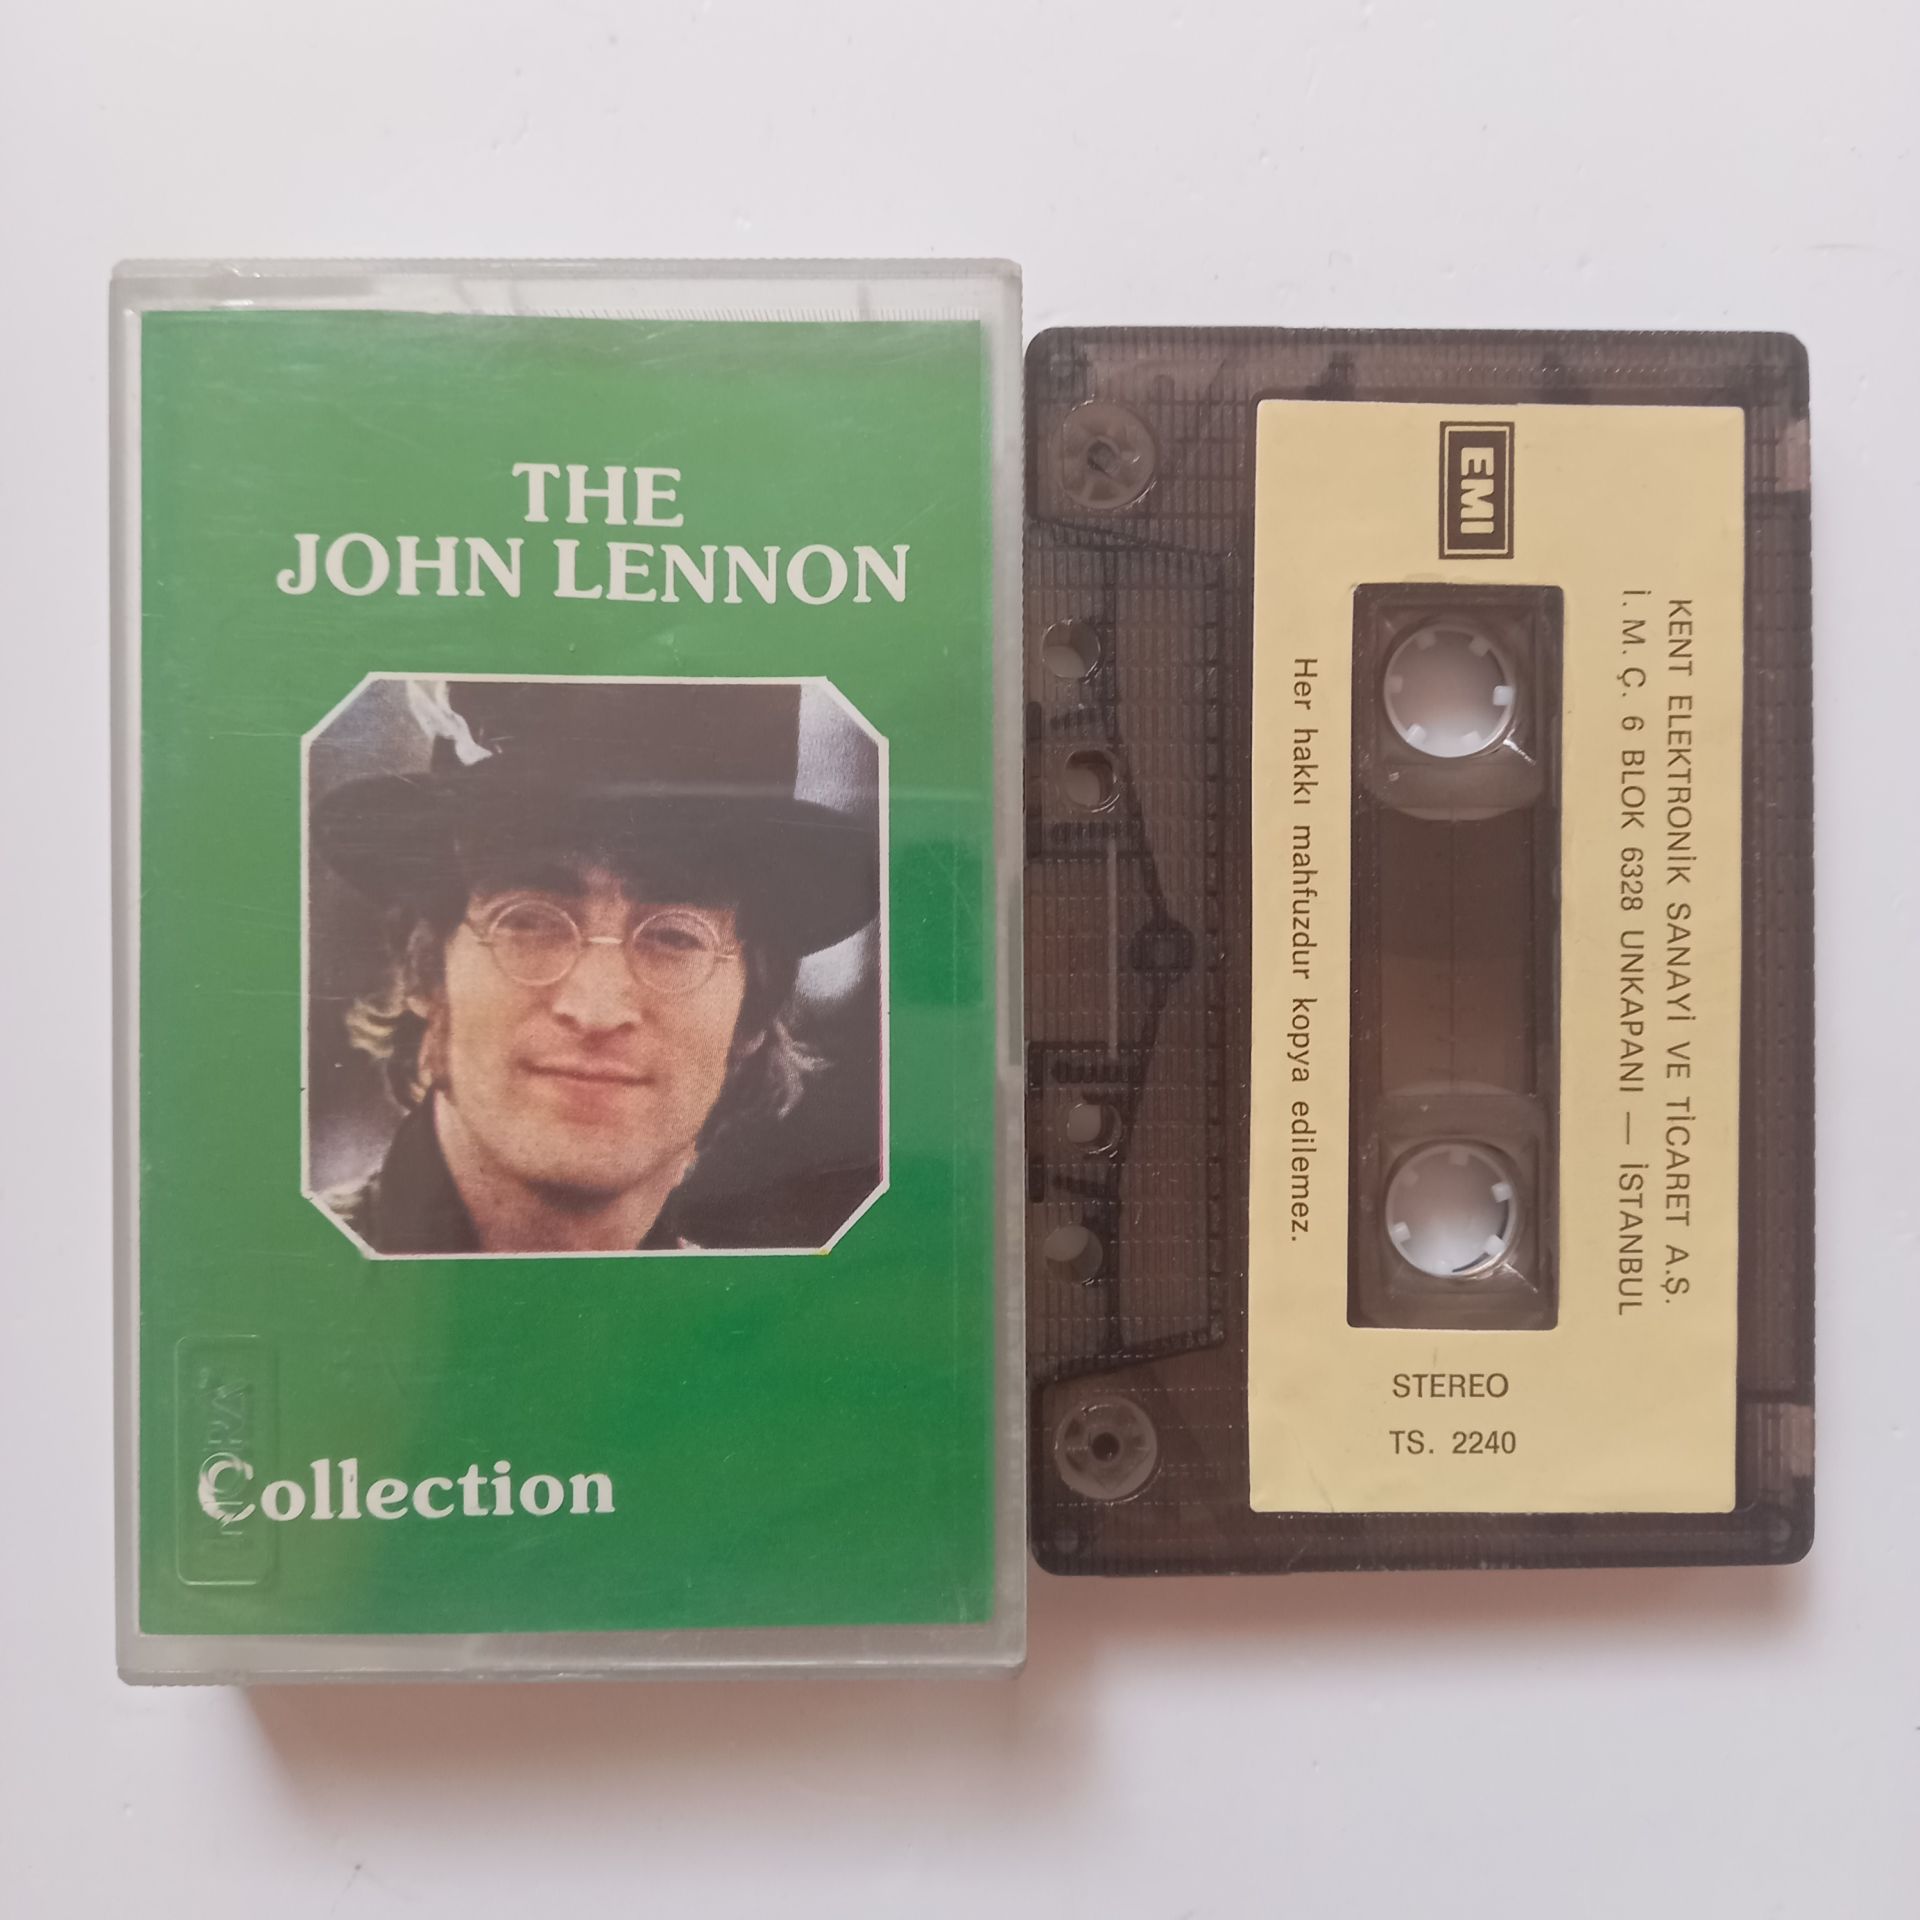 THE
JOHN LENNON
Collection
EMI
KENT ELEKTRONİK SANAYİ VE TİCARET A.Ş.
İ. M. Ç. 6 BLOK 6328 UNKAPANI — İSTANBUL
Her hakkı mahfuzdur kopya edilemez.
STEREO
TS. 2240